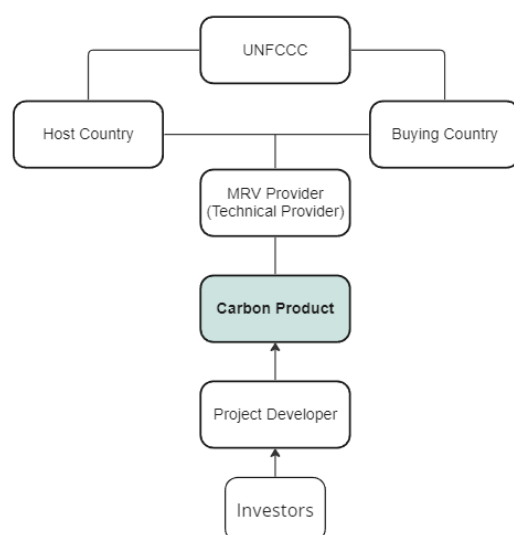 UNFCCC
Host Country
Buying Country
MRV Provider
(Technical Provider)
Carbon Product
Project Developer
Investors